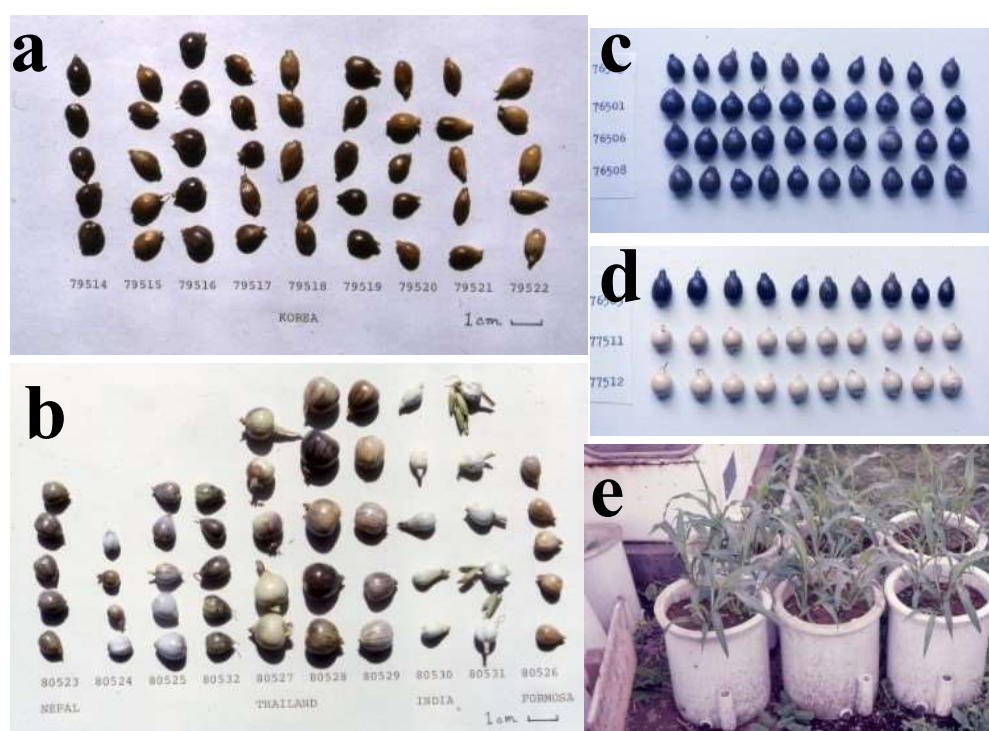 a
79514 79515 79516 79517 79518 79519 79520 79521 79522
KOREA
1cm
b
80523 80524 80525 80532 80527 80528 80529 80530 80531 80526
NEPAL THAILAND INDIA FORMOSA
1cm
c
76501
76506
76508
d
77511
77512
e